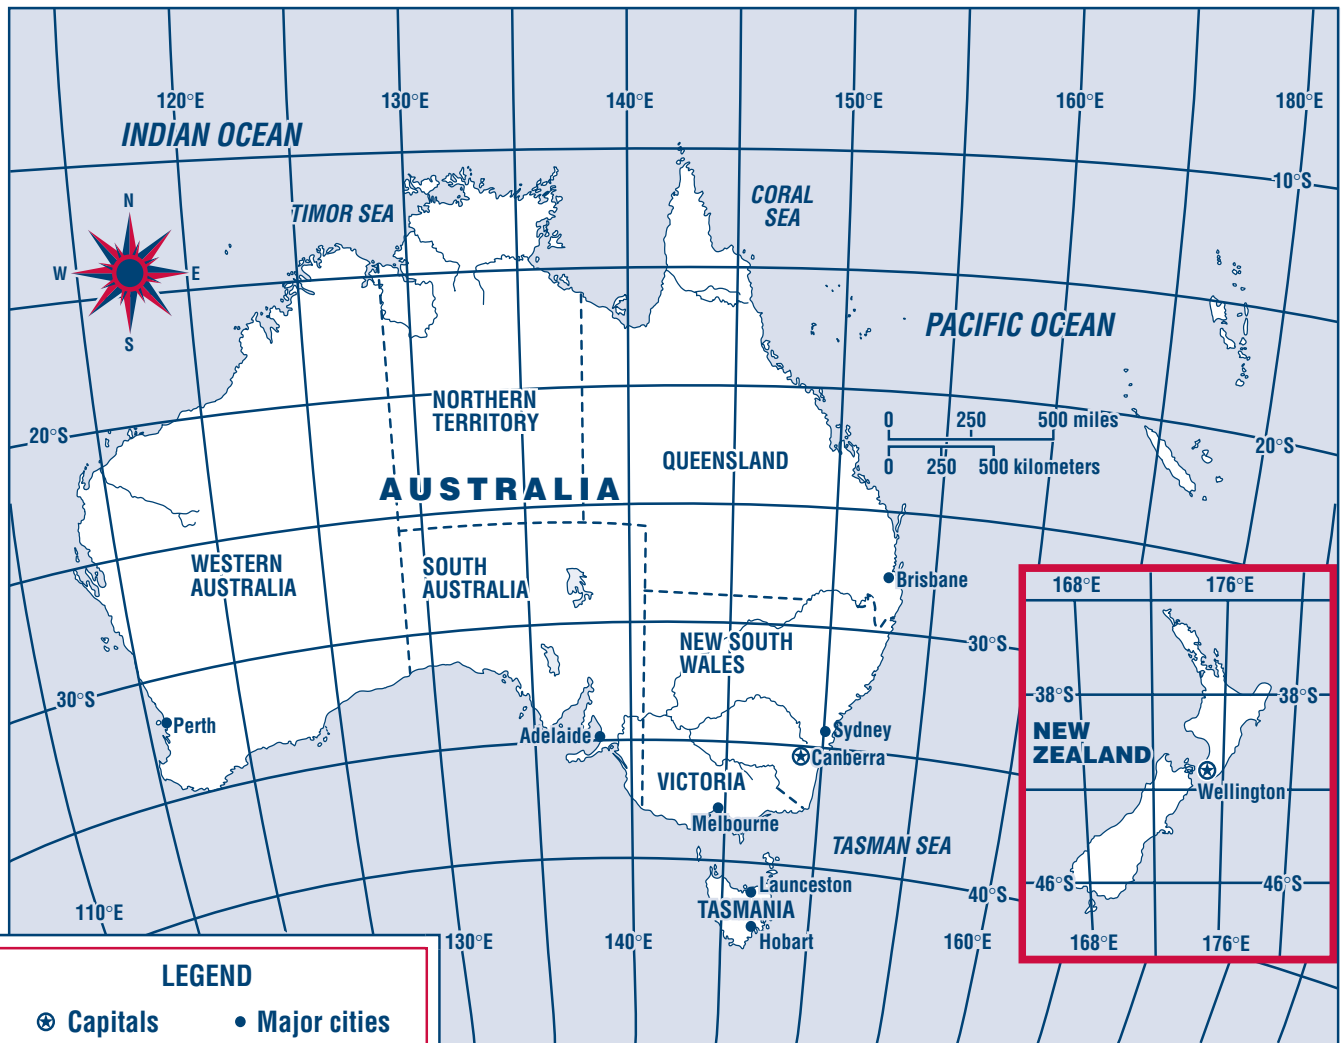 120°E 130°E 140°E 150°E 160°E 180°E
INDIAN OCEAN
10°S
N
TIMOR SEA
CORAL
SEA
W E
S
PACIFIC OCEAN
NORTHERN
TERRITORY
0 250 500 miles
0 250 500 kilometers
20°S
20°S
QUEENSLAND
AUSTRALIA
WESTERN
AUSTRALIA
SOUTH
AUSTRALIA
Brisbane
NEW SOUTH
WALES
30°S
30°S
Perth
Adelaide
Sydney
Canberra
VICTORIA
Melbourne
TASMAN SEA
Launceston
TASMANIA
Hobart
40°S
110°E
130°E 140°E 160°E
168°E 176°E
38°S 38°S
NEW
ZEALAND
Wellington
46°S 46°S
168°E 176°E
LEGEND
Capitals
Major cities